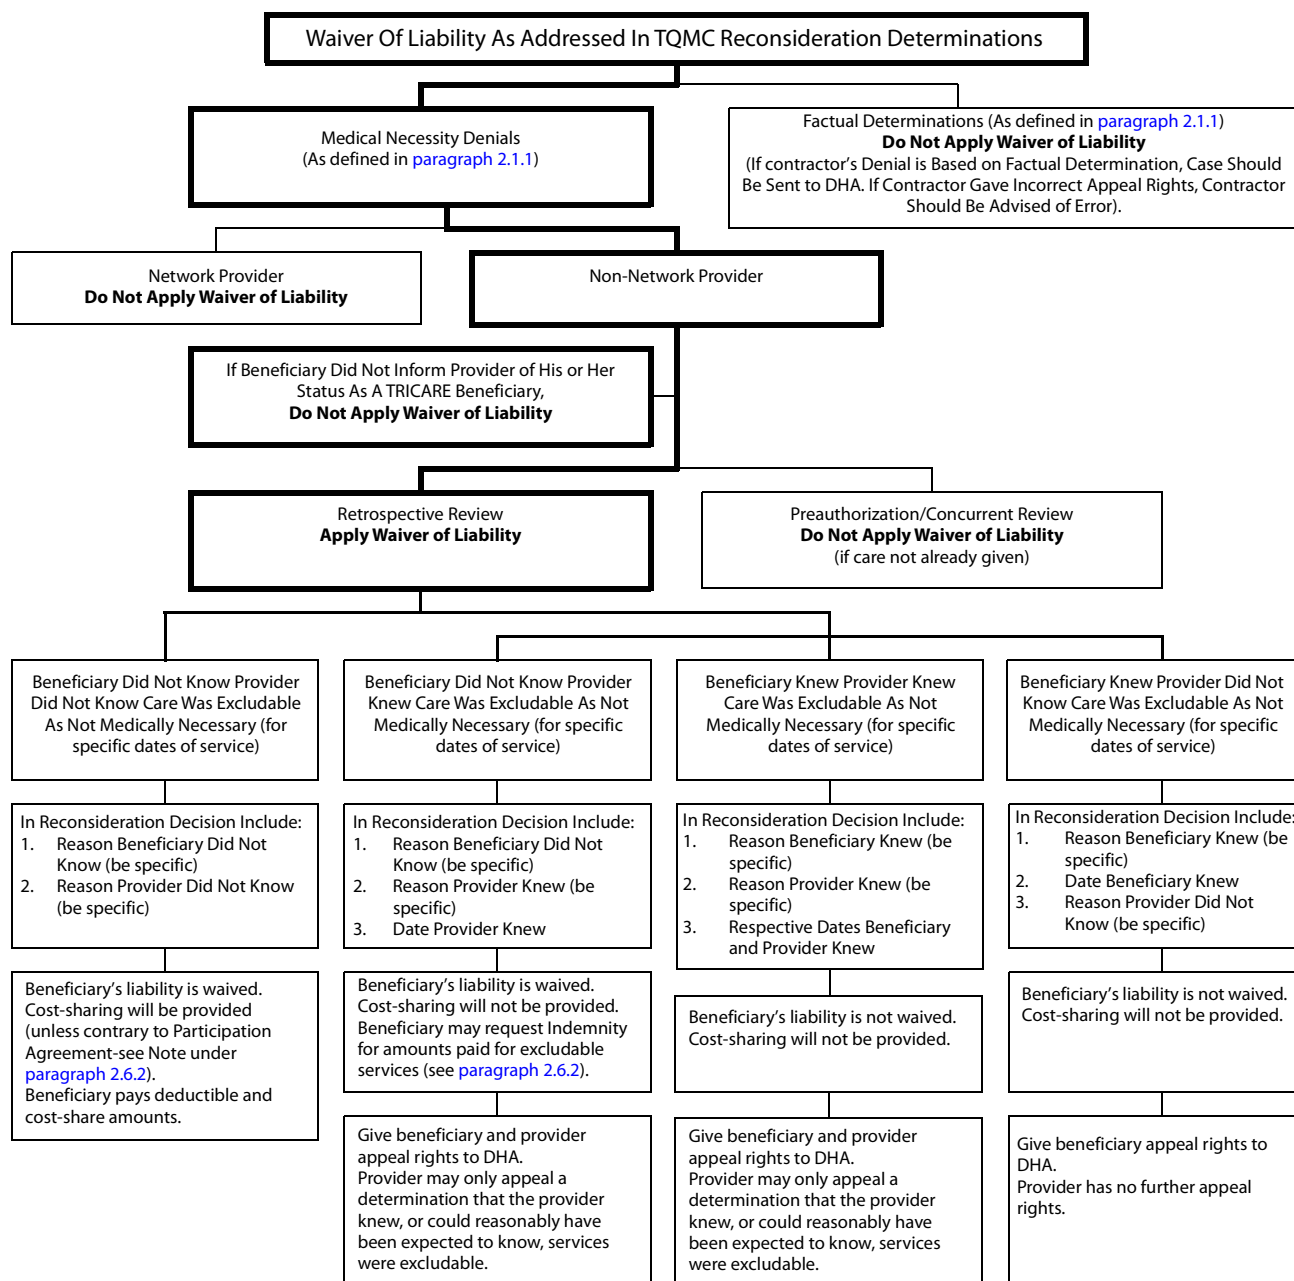 Waiver Of Liability As Addressed In TQMC Reconsideration Determinations
Medical Necessity Denials
(As defined in paragraph 2.1.1)
Factual Determinations (As defined in paragraph 2.1.1)
Do Not Apply Waiver of Liability
(If contractor's Denial is Based on Factual Determination, Case Should
Be Sent to DHA. If Contractor Gave Incorrect Appeal Rights, Contractor
Should Be Advised of Error).
Network Provider
Do Not Apply Waiver of Liability
Non-Network Provider
If Beneficiary Did Not Inform Provider of His or Her
Status As A TRICARE Beneficiary,
Do Not Apply Waiver of Liability
Retrospective Review
Apply Waiver of Liability
Preauthorization/Concurrent Review
Do Not Apply Waiver of Liability
(if care not already given)
Beneficiary Did Not Know Provider
Did Not Know Care Was Excludable
As Not Medically Necessary (for
specific dates of service)
Beneficiary Did Not Know Provider
Knew Care Was Excludable As Not
Medically Necessary (for specific
dates of service)
Beneficiary Knew Provider Knew
Care Was Excludable As Not
Medically Necessary (for specific
dates of service)
Beneficiary Knew Provider Did Not
Know Care Was Excludable As Not
Medically Necessary (for specific
dates of service)
In Reconsideration Decision Include:
1. Reason Beneficiary Did Not
Know (be specific)
2. Reason Provider Did Not Know
(be specific)
In Reconsideration Decision Include:
1. Reason Beneficiary Did Not
Know (be specific)
2. Reason Provider Knew (be
specific)
3. Date Provider Knew
In Reconsideration Decision Include:
1. Reason Beneficiary Knew (be
specific)
2. Reason Provider Knew (be
specific)
3. Respective Dates Beneficiary
and Provider Knew
In Reconsideration Decision Include:
1. Reason Beneficiary Knew (be
specific)
2. Date Beneficiary Knew
3. Reason Provider Did Not
Know (be specific)
Beneficiary's liability is waived.
Cost-sharing will be provided
(unless contrary to Participation
Agreement-see Note under
paragraph 2.6.2).
Beneficiary pays deductible and
cost-share amounts.
Beneficiary's liability is waived.
Cost-sharing will not be provided.
Beneficiary may request Indemnity
for amounts paid for excludable
services (see paragraph 2.6.2).
Beneficiary's liability is not waived.
Cost-sharing will not be provided.
Beneficiary's liability is not waived.
Cost-sharing will not be provided.
Give beneficiary and provider
appeal rights to DHA.
Provider may only appeal a
determination that the provider
knew, or could reasonably have
been expected to know, services
were excludable.
Give beneficiary and provider
appeal rights to DHA.
Provider may only appeal a
determination that the provider
knew, or could reasonably have
been expected to know, services
were excludable.
Give beneficiary appeal rights to
DHA.
Provider has no further appeal
rights.